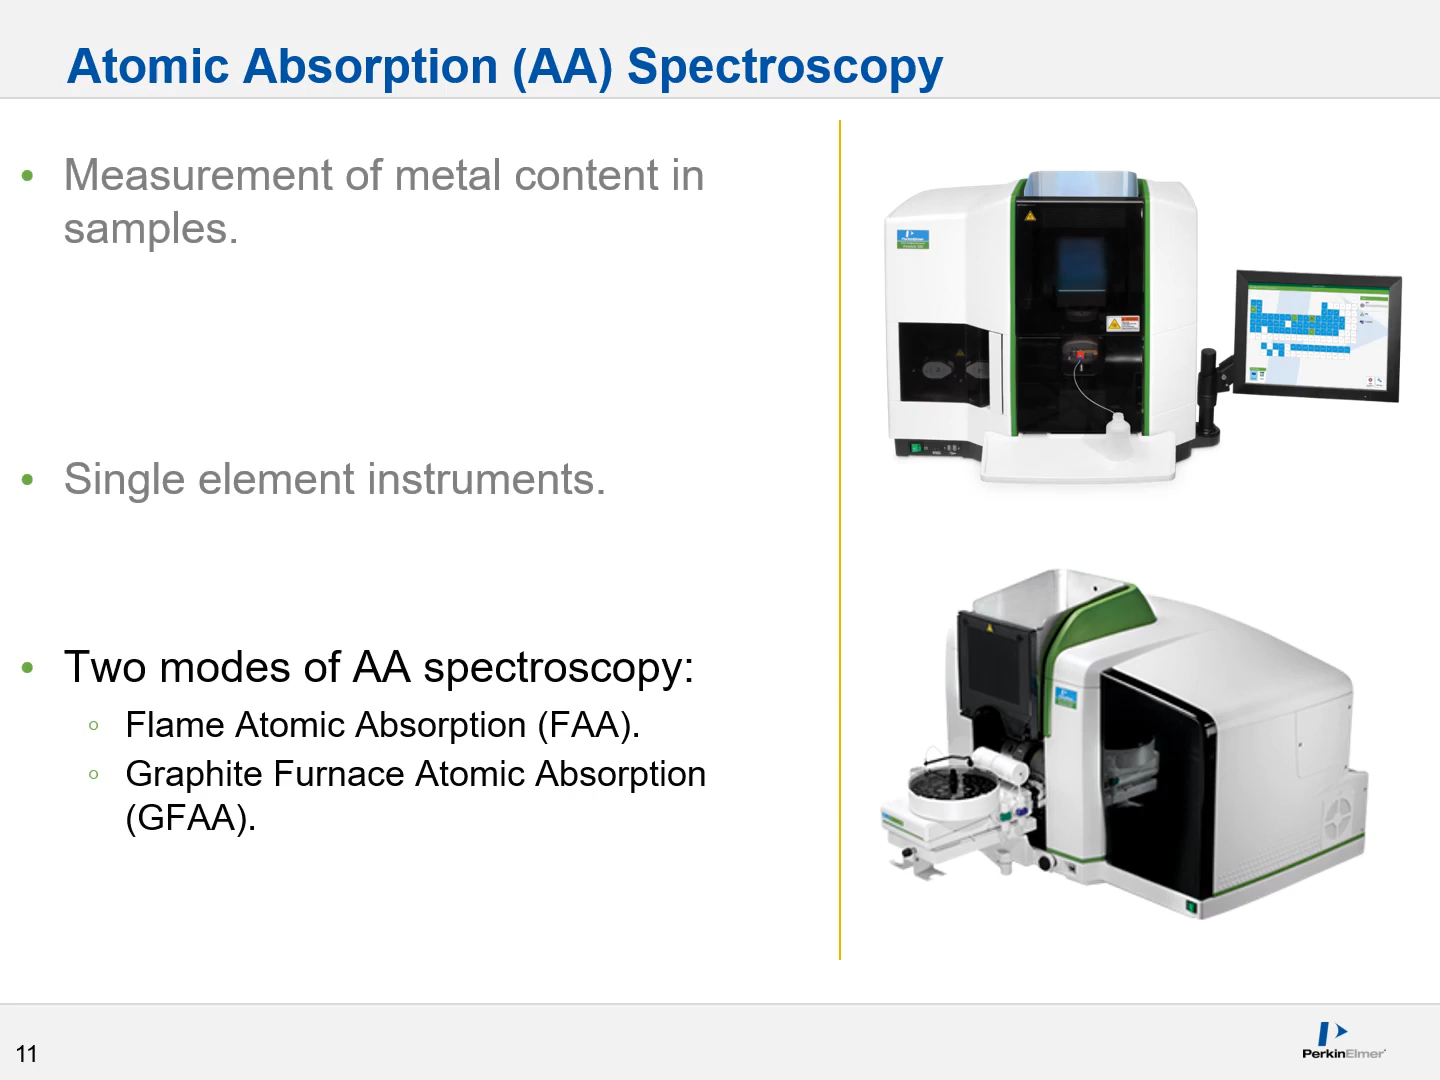 Atomic Absorption (AA) Spectroscopy
• Measurement of metal content in
samples.
• Single element instruments.
• Two modes of AA spectroscopy:
◦ Flame Atomic Absorption (FAA).
◦ Graphite Furnace Atomic Absorption
(GFAA).
11
PerkinElmer